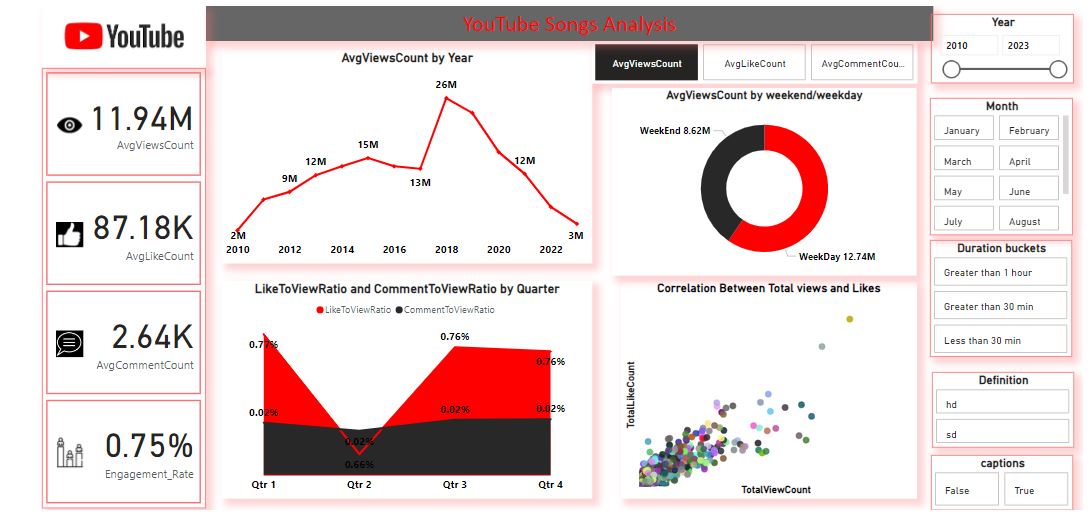 YouTube
YouTube Songs Analysis
11.94M
AvgViewsCount
87.18K
AvgLikeCount
2.64K
AvgCommentCount
0.75%
Engagement_Rate
AvgViewsCount by Year
26M
15M
12M
12M
9M
13M
2M
3M
2010 2012 2014 2016 2018 2020 2022
AvgViewsCount AvgLikeCount AvgCommentCou...
AvgViewsCount by weekend/weekday
WeekEnd 8.62M
WeekDay 12.74M
LikeToViewRatio and CommentToViewRatio by Quarter
LikeToViewRatio CommentToViewRatio
0.77% 0.76% 0.76%
0.02% 0.02% 0.02% 0.02%
0.66%
Qtr 1 Qtr 2 Qtr 3 Qtr 4
Correlation Between Total views and Likes
TotalLikeCount
TotalViewCount
Year
2010 2023
Month
January February
March April
May June
July August
Duration buckets
Greater than 1 hour
Greater than 30 min
Less than 30 min
Definition
hd
sd
captions
False True